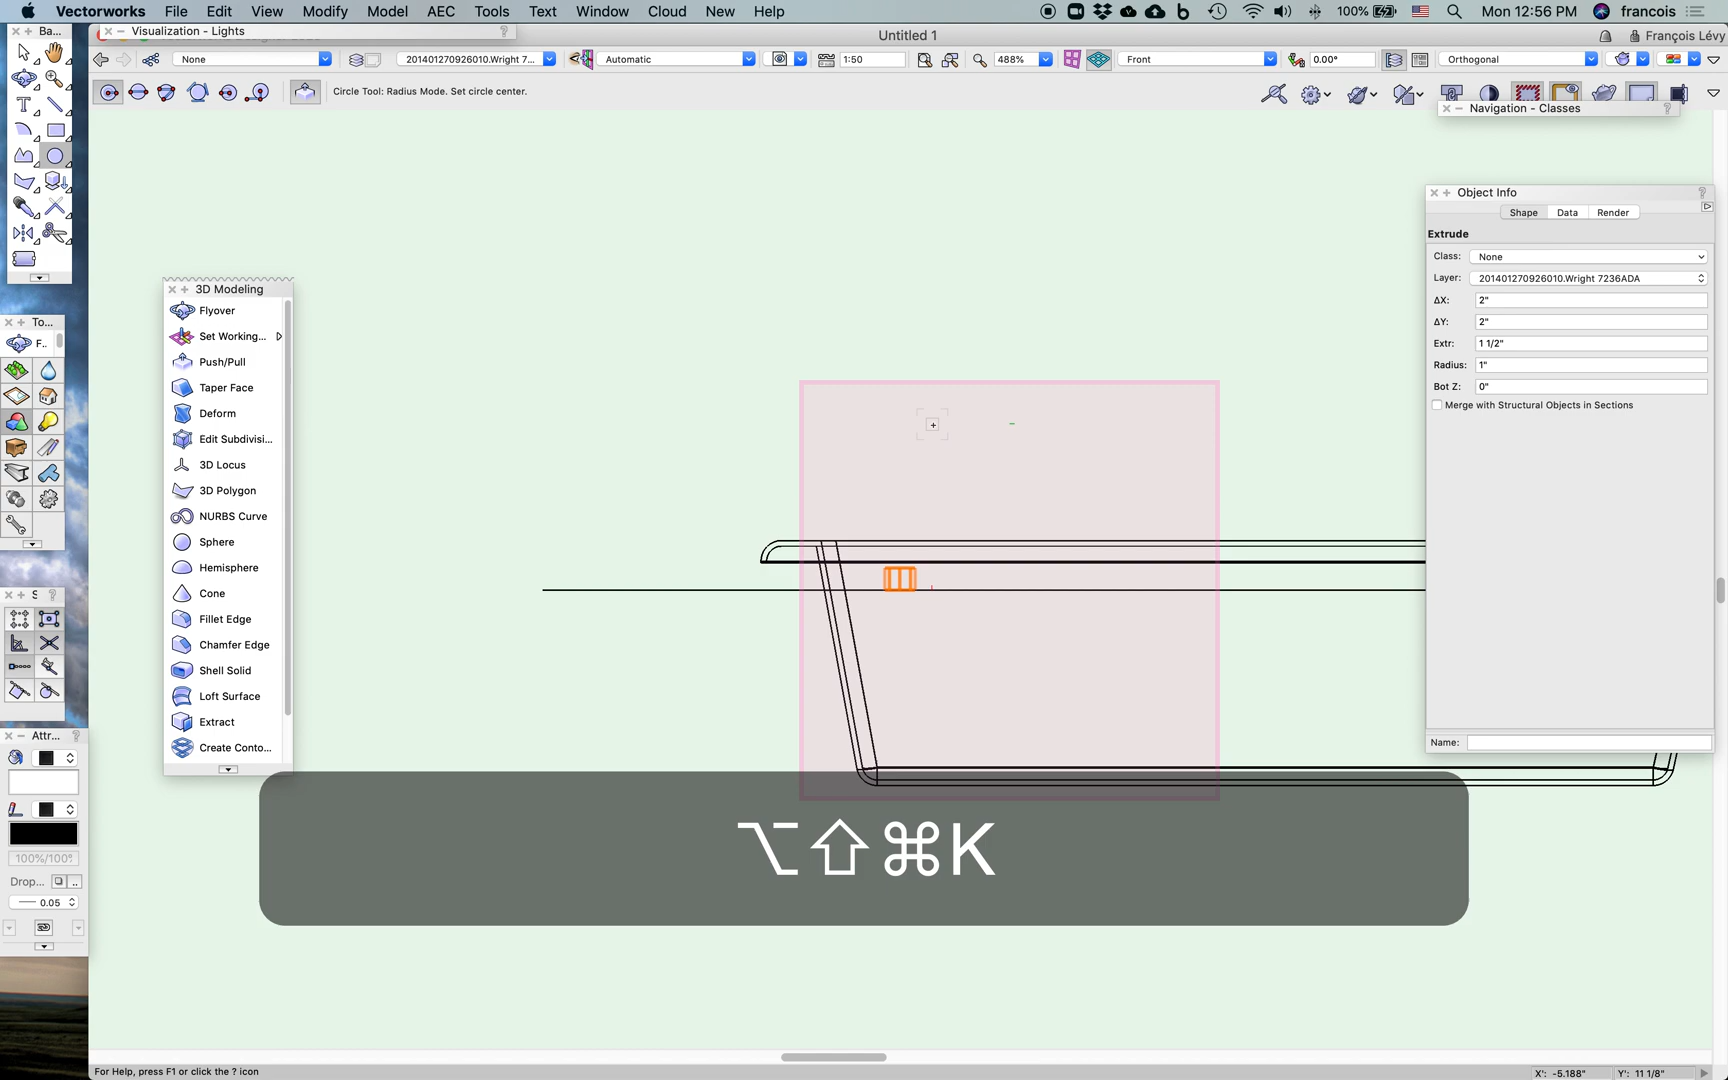 Vectorworks File Edit View Modify Model AEC Tools Text Window Cloud New Help 100% Mon 12:56 PM francois
Ba... Visualization - Lights ? Untitled 1 François Lévy
None 201401270926010.Wright 7... Automatic 1:50 488% Front 0.00° Orthogonal
Circle Tool: Radius Mode. Set circle center.
Navigation - Classes ?
Object Info ?
Shape Data Render
Extrude
Class: None
Layer: 201401270926010.Wright 7236ADA
ΔX: 2"
ΔY: 2"
Extr: 1 1/2"
Radius: 1"
Bot Z: 0"
Merge with Structural Objects in Sections
Name:
3D Modeling
Flyover
Set Working...
Push/Pull
Taper Face
Deform
Edit Subdivisi...
3D Locus
3D Polygon
NURBS Curve
Sphere
Hemisphere
Cone
Fillet Edge
Chamfer Edge
Shell Solid
Loft Surface
Extract
Create Conto...
To...
F..
S ?
Attr... ?
100%/100%
Drop...
0.05
⌥⇧⌘K
For Help, press F1 or click the ? icon
X': -5.188" Y': 11 1/8"